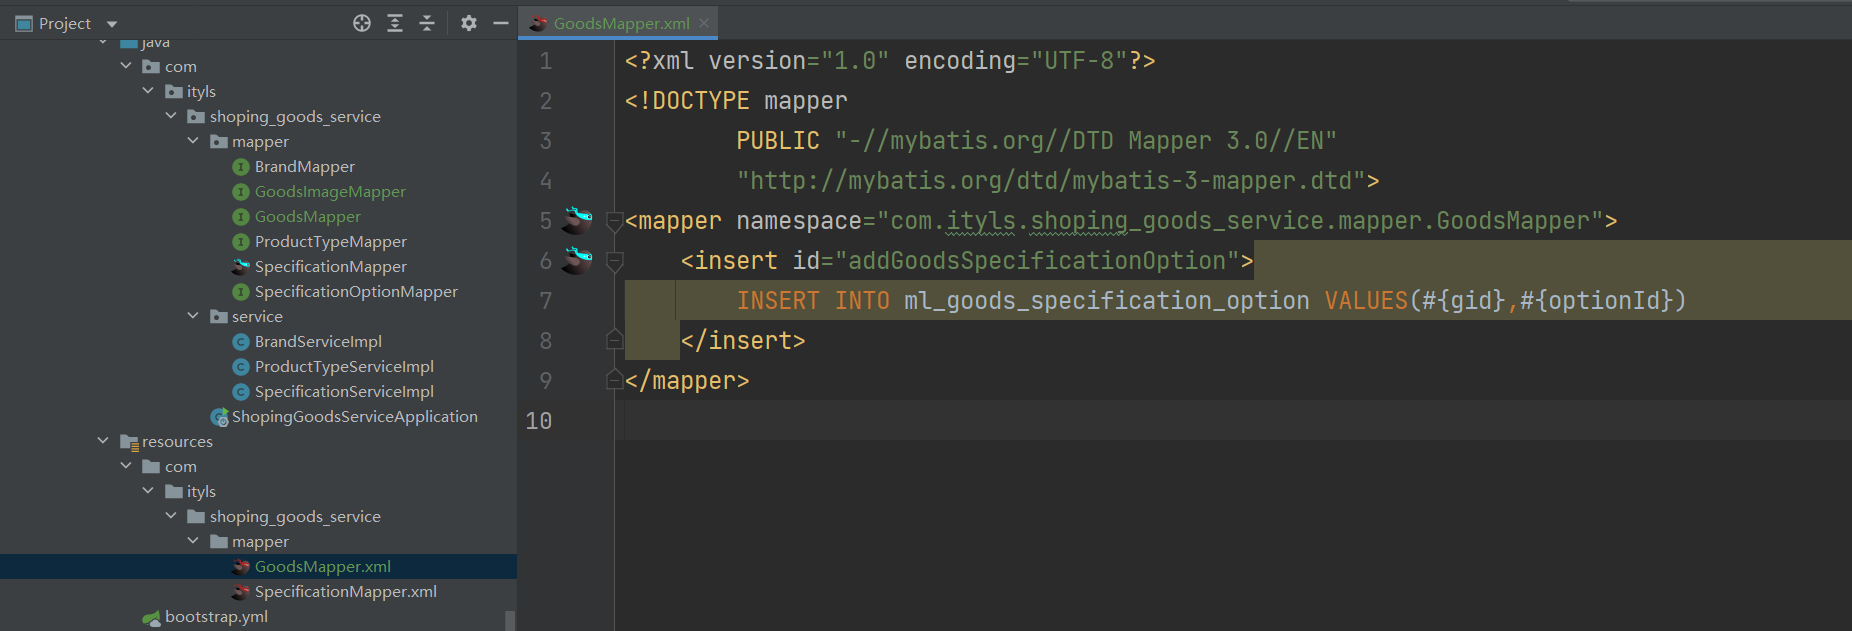 Project
GoodsMapper.xml
java
com
ityls
shoping_goods_service
mapper
BrandMapper
GoodsImageMapper
GoodsMapper
ProductTypeMapper
SpecificationMapper
SpecificationOptionMapper
service
BrandServiceImpl
ProductTypeServiceImpl
SpecificationServiceImpl
ShopingGoodsServiceApplication
resources
com
ityls
shoping_goods_service
mapper
GoodsMapper.xml
SpecificationMapper.xml
bootstrap.yml
1 <?xml version="1.0" encoding="UTF-8"?>
2 <!DOCTYPE mapper
3 PUBLIC "-//mybatis.org//DTD Mapper 3.0//EN"
4 "http://mybatis.org/dtd/mybatis-3-mapper.dtd">
5 <mapper namespace="com.ityls.shoping_goods_service.mapper.GoodsMapper">
6 <insert id="addGoodsSpecificationOption">
7 INSERT INTO ml_goods_specification_option VALUES(#{gid},#{optionId})
8 </insert>
9 </mapper>
10